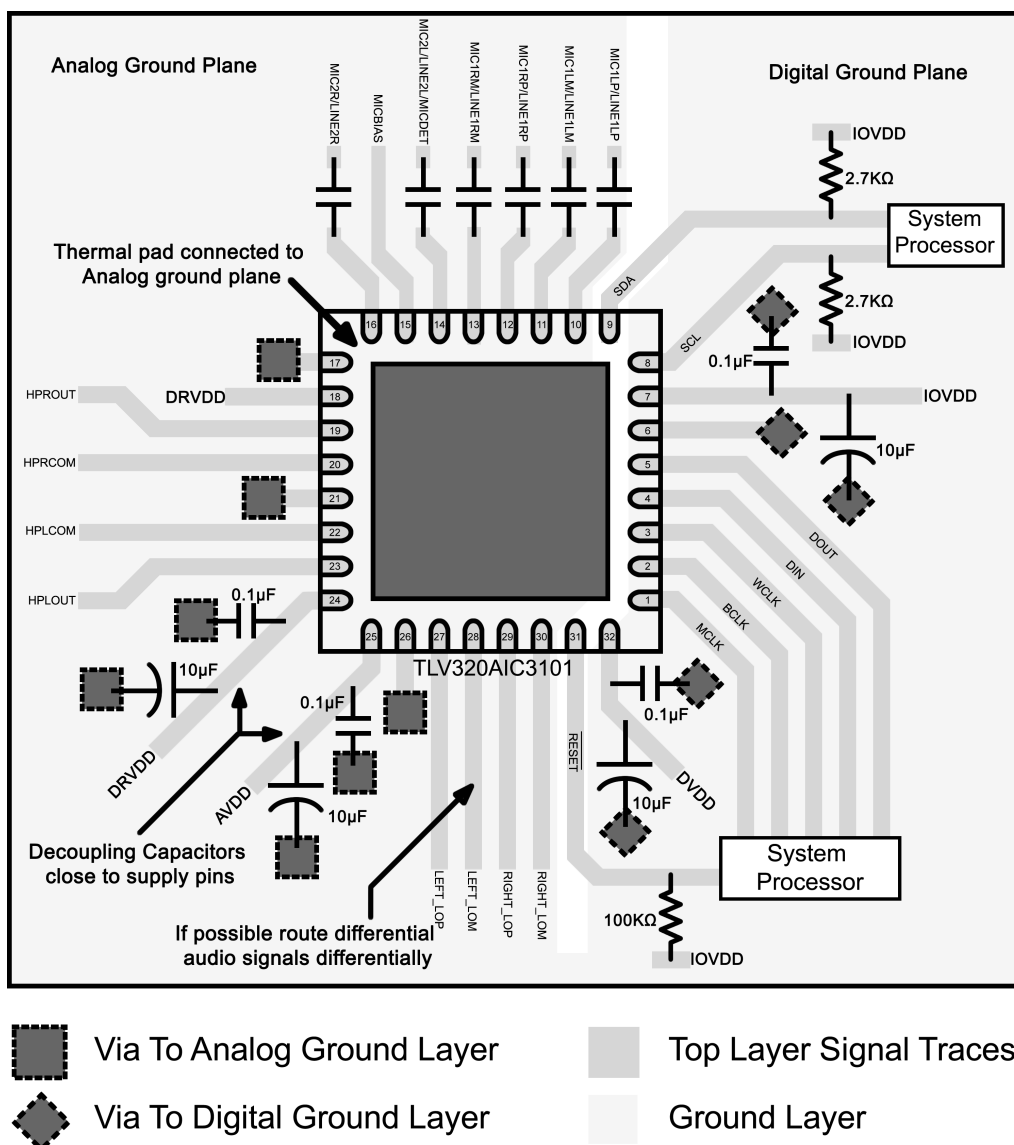 Analog Ground Plane
Digital Ground Plane
MIC2R/LINE2R
MICBIAS
MIC2L/LINE2L/MICDET
MIC1RM/LINE1RM
MIC1RP/LINE1RP
MIC1LM/LINE1LM
MIC1LP/LINE1LP
IOVDD
2.7KΩ
System
Processor
Thermal pad connected to
Analog ground plane
SDA
SCL
2.7KΩ
IOVDD
0.1µF
16
15
14
13
12
11
10
9
17
18
19
20
21
22
23
24
8
7
6
5
4
3
2
1
HPROUT
DRVDD
HPRCOM
HPLCOM
HPLOUT
IOVDD
10µF
DOUT
DIN
WCLK
BCLK
MCLK
25
26
27
28
29
30
31
32
TLV320AIC3101
0.1µF
10µF
DRVDD
0.1µF
AVDD
10µF
RESET
0.1µF
10µF
DVDD
Decoupling Capacitors
close to supply pins
LEFT_LOP
LEFT_LOM
RIGHT_LOP
RIGHT_LOM
If possible route differential
audio signals differentially
System
Processor
100KΩ
IOVDD
Via To Analog Ground Layer
Top Layer Signal Traces
Via To Digital Ground Layer
Ground Layer